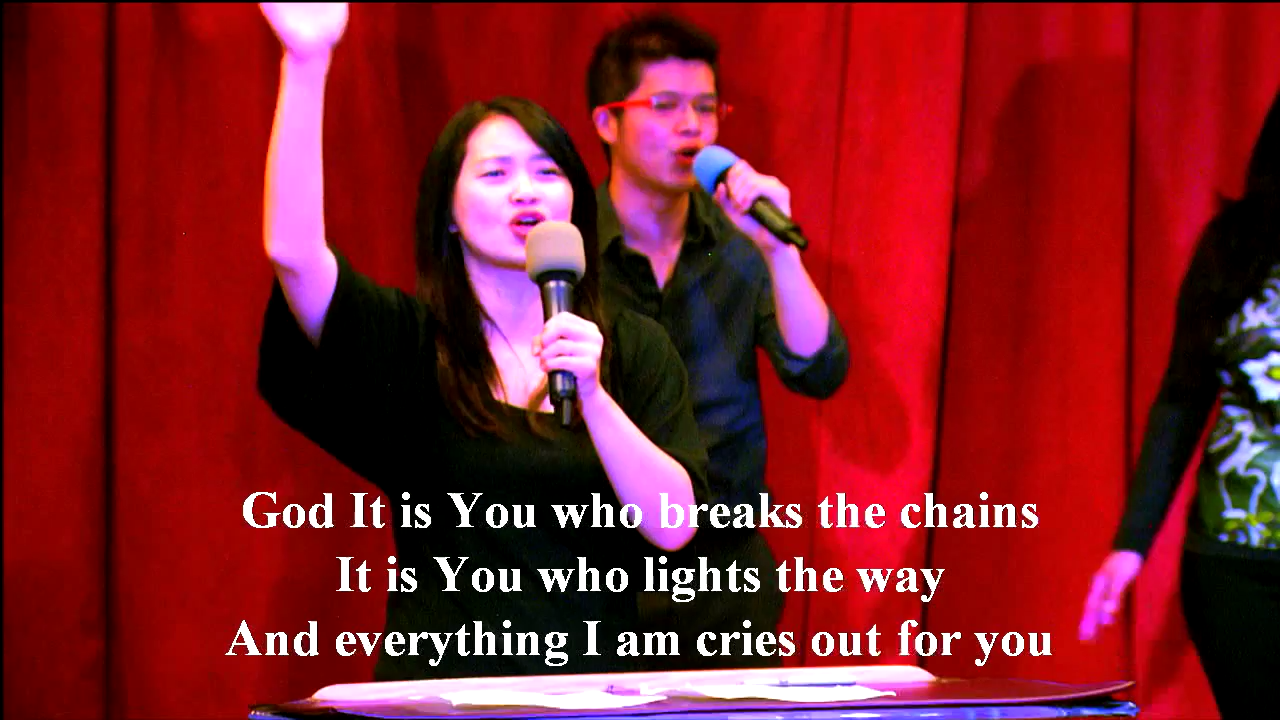 God It is You who breaks the chains
It is You who lights the way
And everything I am cries out for you